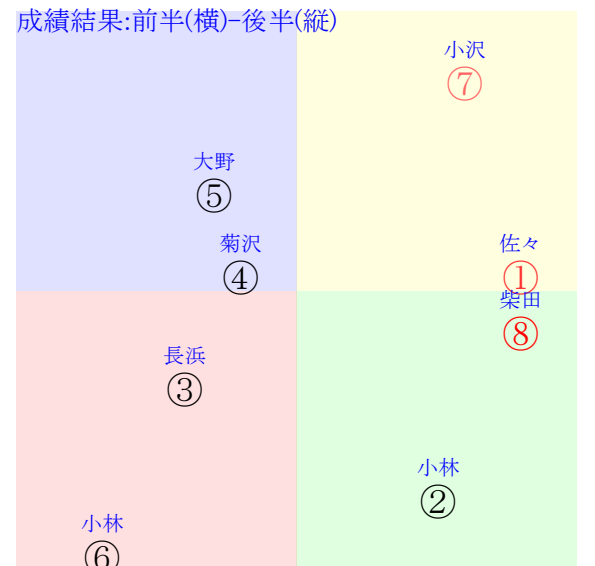 成績結果:前半(横)-後半(縦)
小沢
⑦
大野
⑤
菊沢
④
佐々
①
柴田
⑧
長浜
③
小林
②
小林
⑥